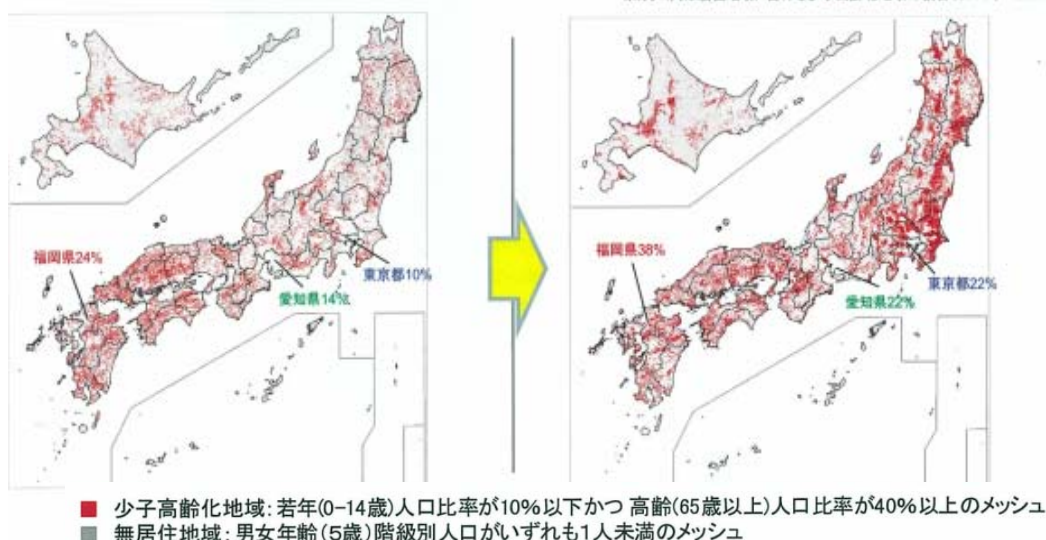 福岡県24%
東京都10%
愛知県14%
福岡県38%
東京都22%
愛知県22%
少子高齢化地域:若年(0-14歳)人口比率が10%以下かつ 高齢(65歳以上)人口比率が40%以上のメッシュ
無居住地域:男女年齢(5歳)階級別人口がいずれも1人未満のメッシュ